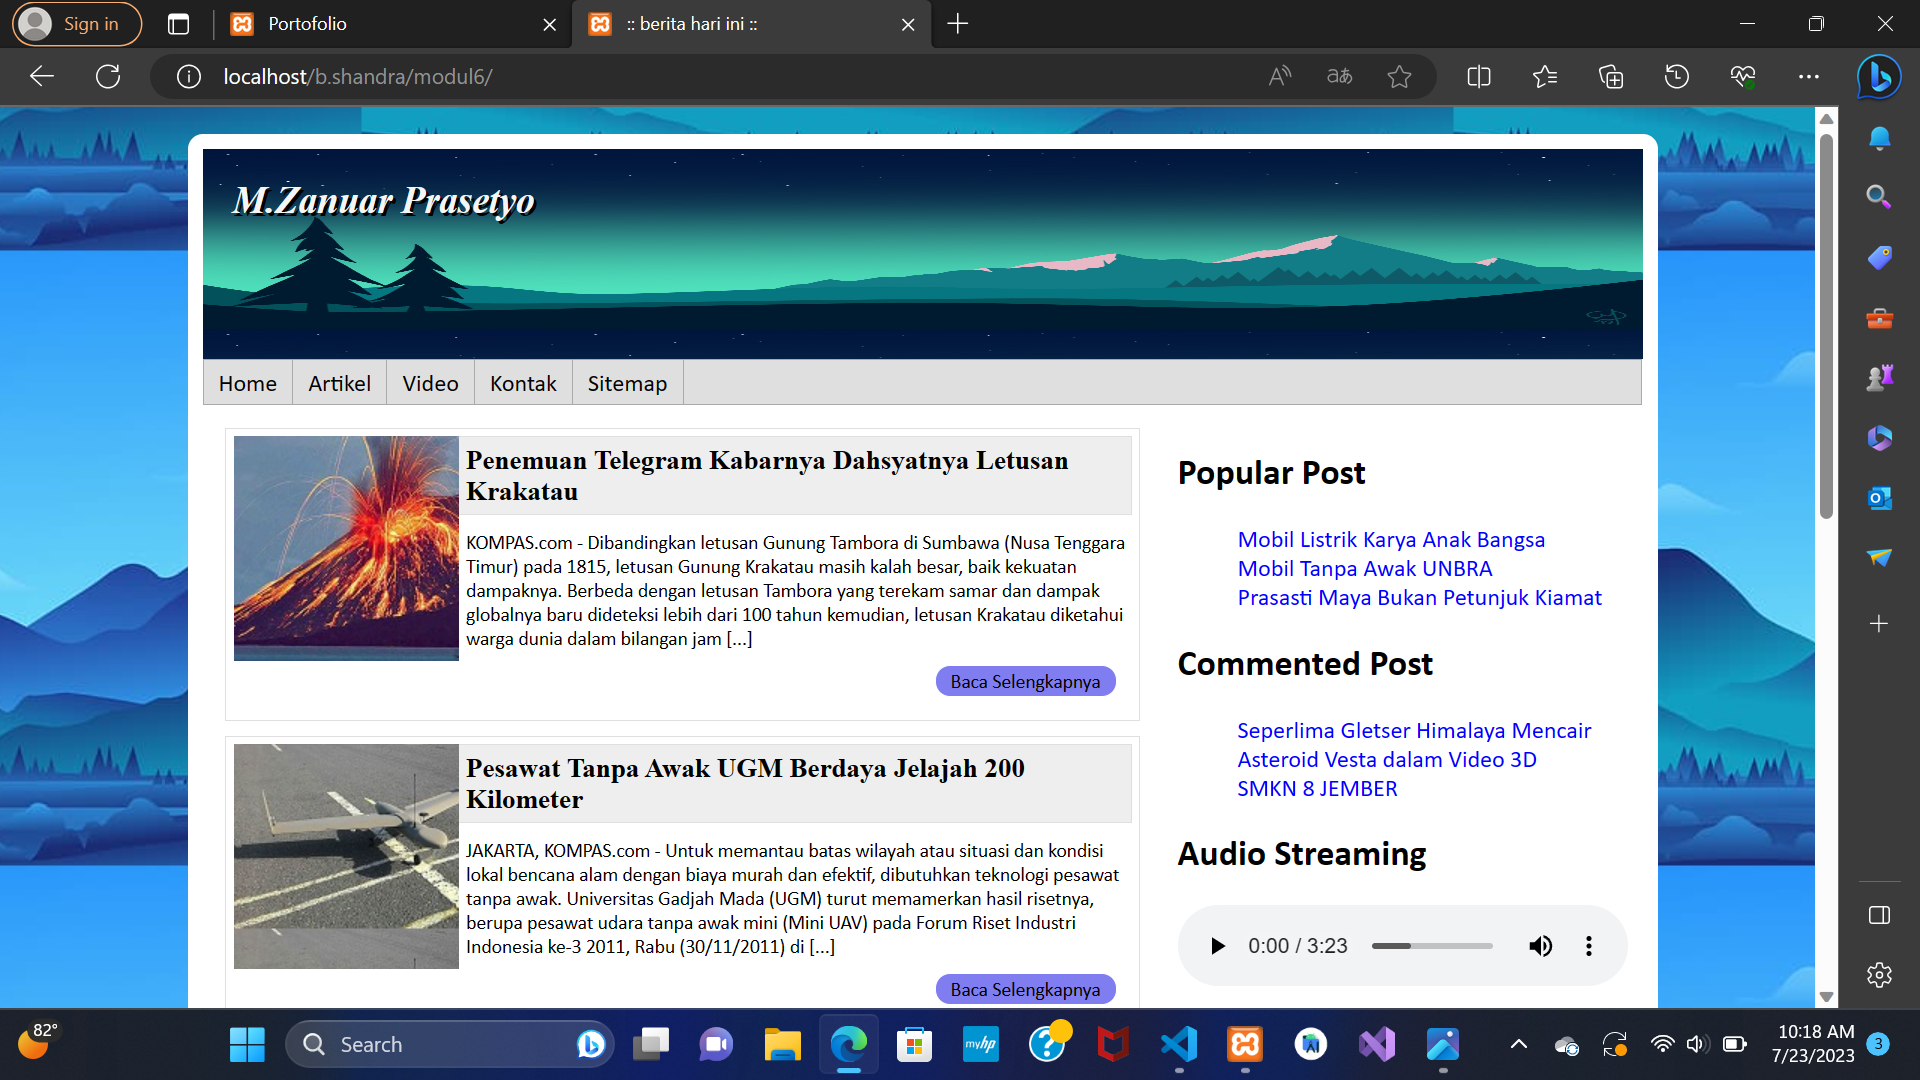 Sign in
Portofolio
:: berita hari ini ::
localhost/b.shandra/modul6/
M.Zanuar Prasetyo
Home
Artikel
Video
Kontak
Sitemap
Penemuan Telegram Kabarnya Dahsyatnya Letusan
Krakatau
KOMPAS.com - Dibandingkan letusan Gunung Tambora di Sumbawa (Nusa Tenggara
Timur) pada 1815, letusan Gunung Krakatau masih kalah besar, baik kekuatan
dampaknya. Berbeda dengan letusan Tambora yang terekam samar dan dampak
globalnya baru dideteksi lebih dari 100 tahun kemudian, letusan Krakatau diketahui
warga dunia dalam bilangan jam [...]
Baca Selengkapnya
Pesawat Tanpa Awak UGM Berdaya Jelajah 200
Kilometer
JAKARTA, KOMPAS.com - Untuk memantau batas wilayah atau situasi dan kondisi
lokal bencana alam dengan biaya murah dan efektif, dibutuhkan teknologi pesawat
tanpa awak. Universitas Gadjah Mada (UGM) turut memamerkan hasil risetnya,
berupa pesawat udara tanpa awak mini (Mini UAV) pada Forum Riset Industri
Indonesia ke-3 2011, Rabu (30/11/2011) di [...]
Baca Selengkapnya
Popular Post
Mobil Listrik Karya Anak Bangsa
Mobil Tanpa Awak UNBRA
Prasasti Maya Bukan Petunjuk Kiamat
Commented Post
Seperlima Gletser Himalaya Mencair
Asteroid Vesta dalam Video 3D
SMKN 8 JEMBER
Audio Streaming
0:00 / 3:23
82°
Search
myhp
10:18 AM
7/23/2023
3